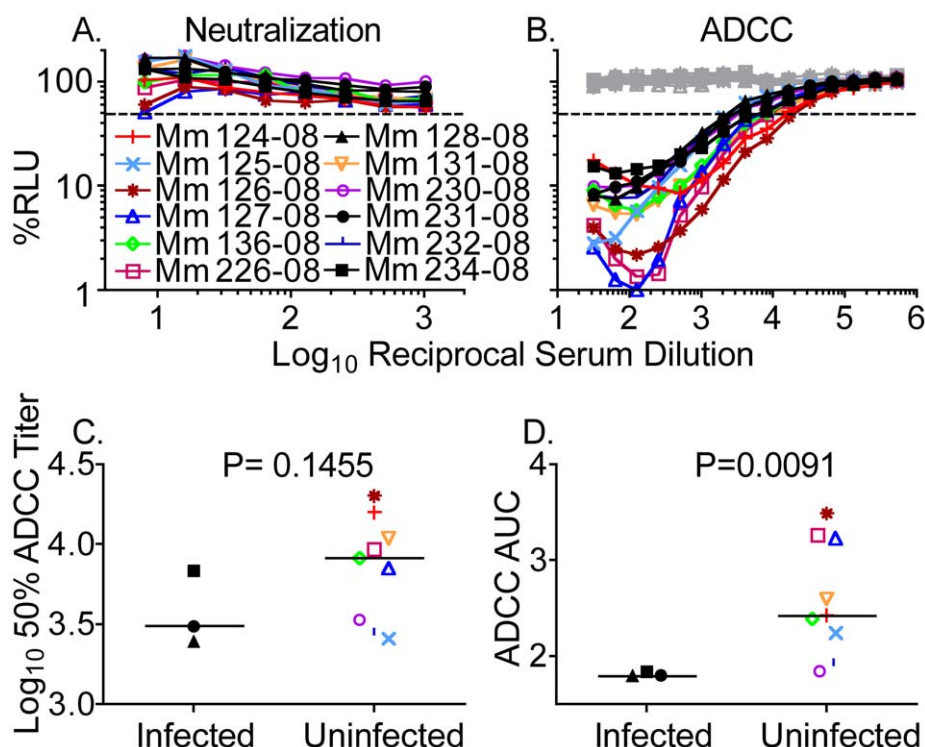 A. Neutralization
B. ADCC
%RLU
100
10
1
Mm 124-08 Mm 128-08
Mm 125-08 Mm 131-08
Mm 126-08 Mm 230-08
Mm 127-08 Mm 231-08
Mm 136-08 Mm 232-08
Mm 226-08 Mm 234-08
1 2 3
100
10
1
1 2 3 4 5 6
Log10 Reciprocal Serum Dilution
C.
P= 0.1455
Log10 50% ADCC Titer
4.5
4.0
3.5
3.0
Infected Uninfected
D.
P=0.0091
ADCC AUC
4
3
2
Infected Uninfected